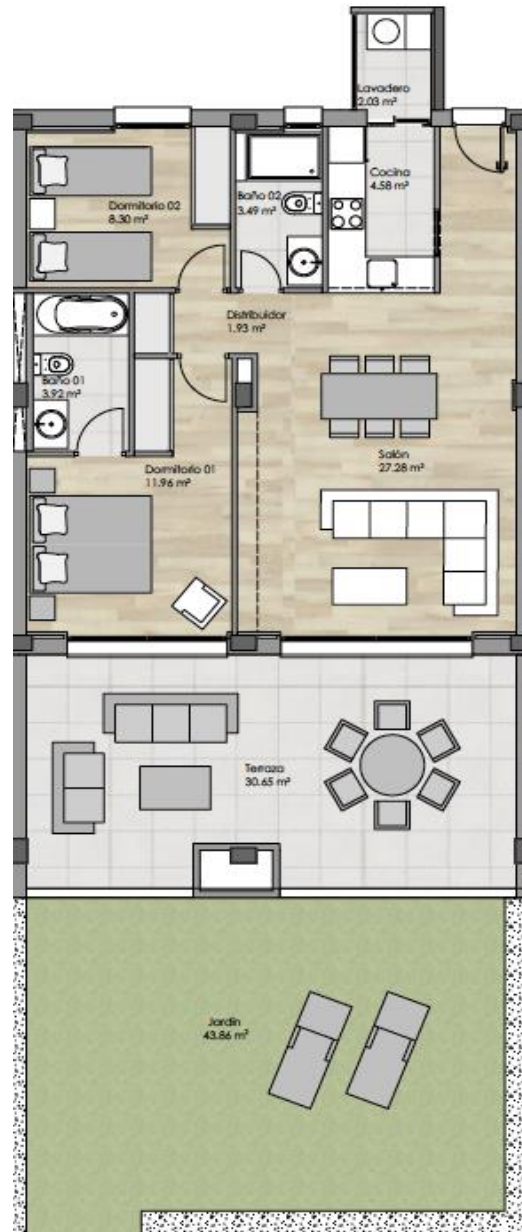 Lavadero
2.03 m²
Dormitorio 02
8.30 m²
Baño 02
3.49 m²
Cocina
4.58 m²
Distribuidor
1.93 m²
Baño 01
3.92 m²
Dormitorio 01
11.96 m²
Salón
27.28 m²
Terraza
30.65 m²
Jardín
43.86 m²